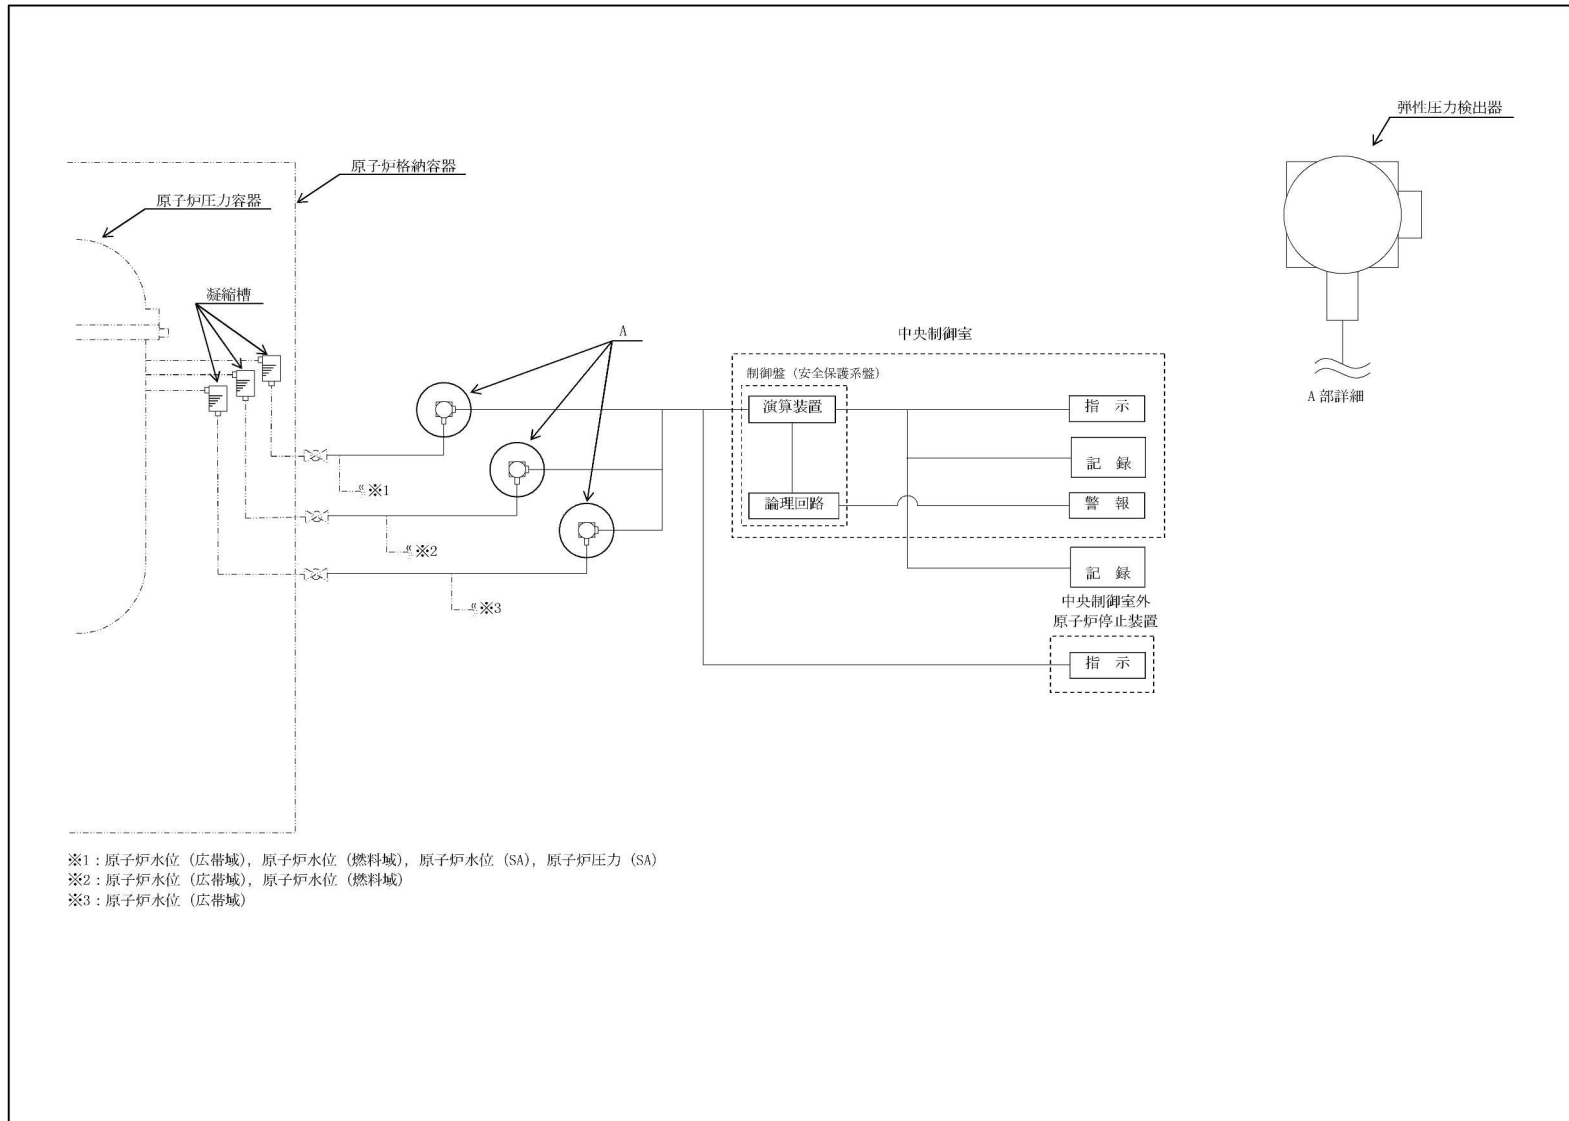 弾性圧力検出器
原子炉格納容器
原子炉圧力容器
凝縮槽
A
中央制御室
制御盤（安全保護系盤）
演算装置
指　示
A部詳細
記　録
※1
論理回路
警　報
※2
記　録
※3
中央制御室外
原子炉停止装置
指　示
※1：原子炉水位（広帯域），原子炉水位（燃料域），原子炉水位（SA），原子炉圧力（SA）
※2：原子炉水位（広帯域），原子炉水位（燃料域）
※3：原子炉水位（広帯域）